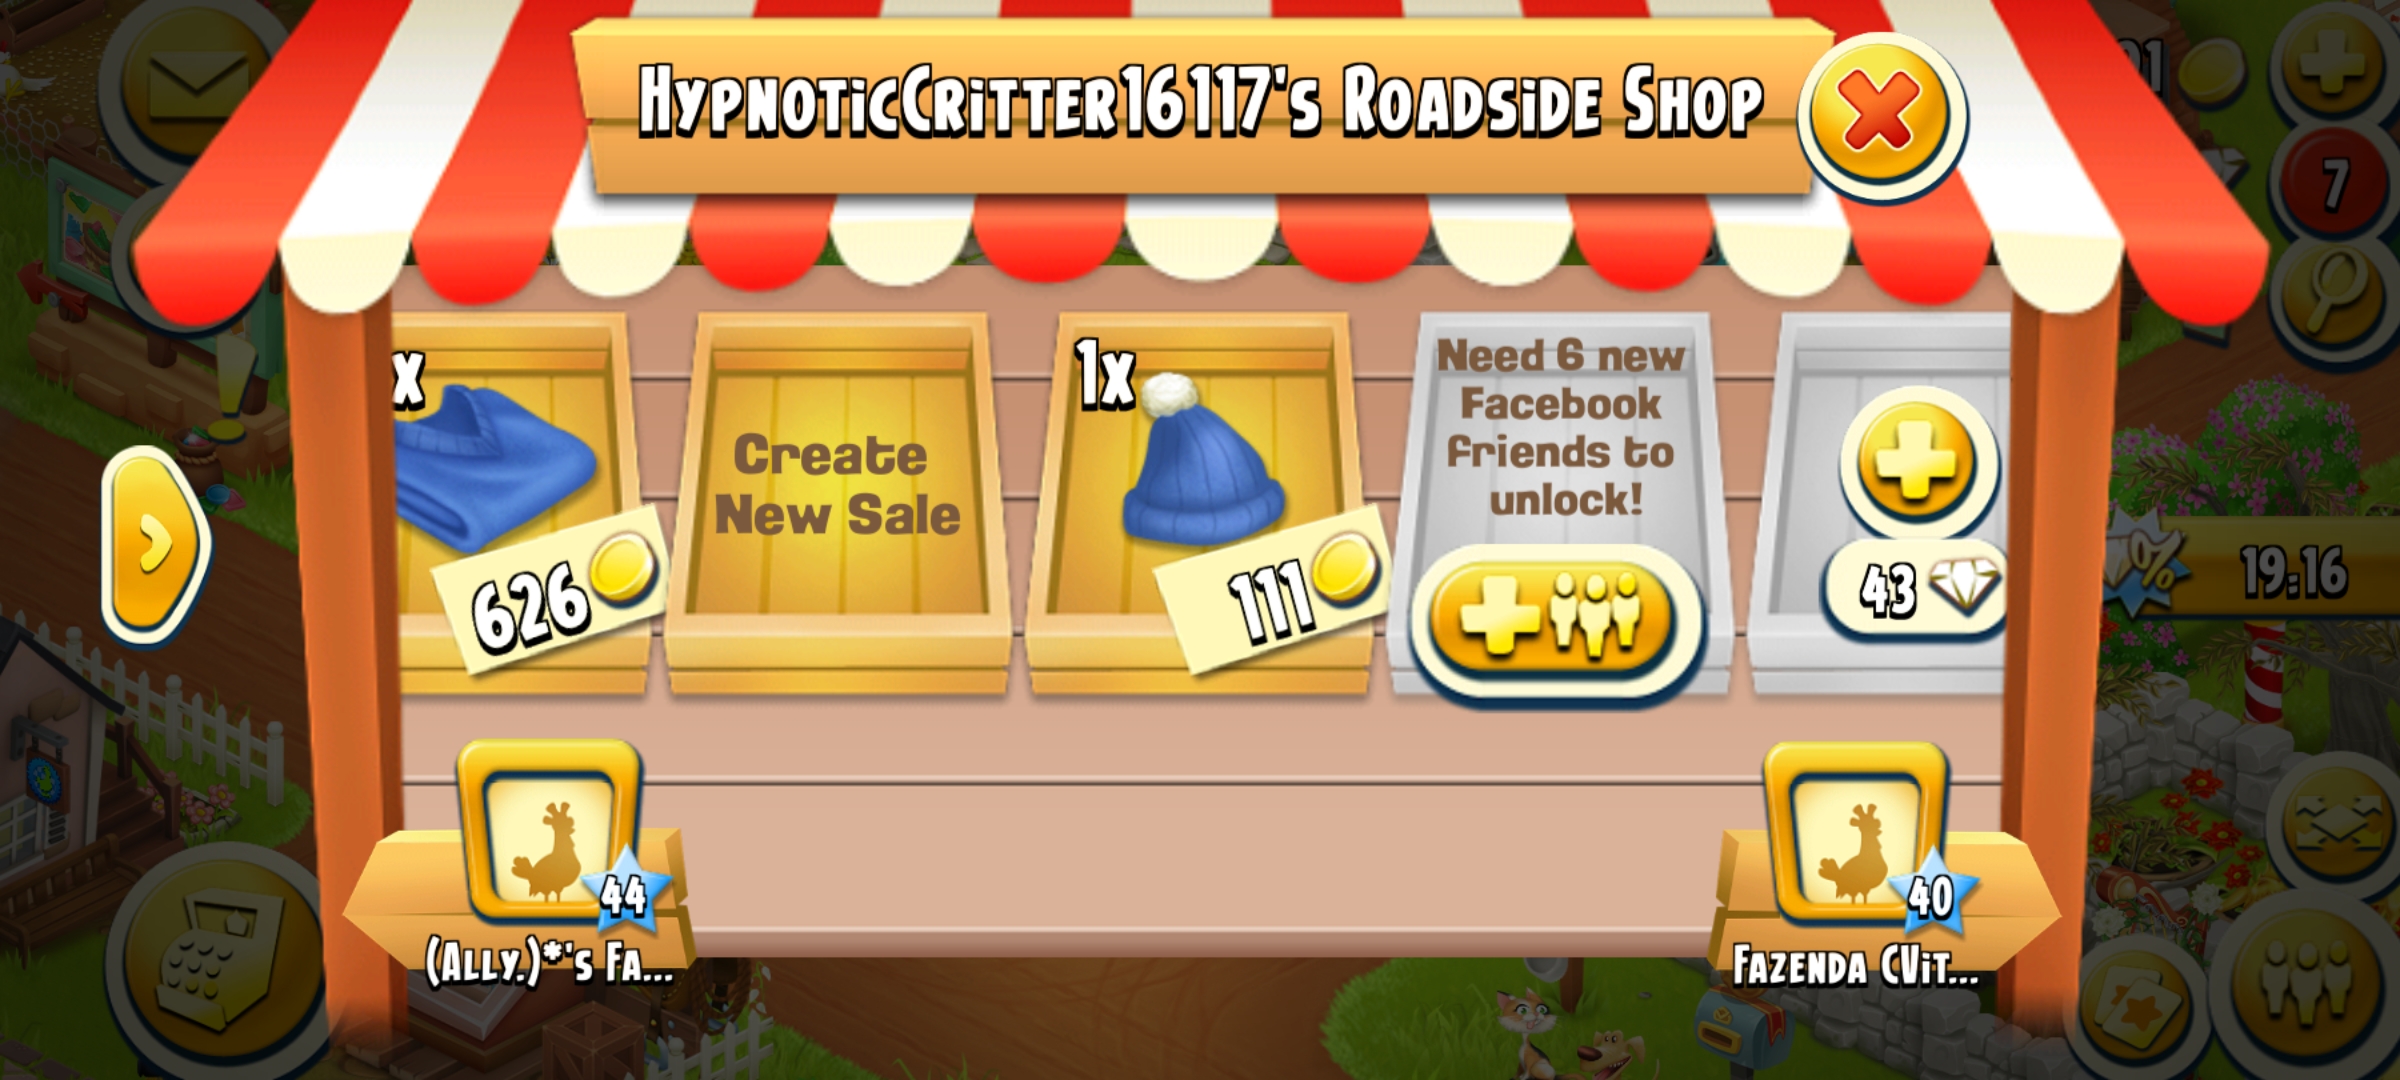 HypnoticCritter16117's Roadside Shop
7
x
626
Create
New Sale
1x
111
Need 6 new
Facebook
friends to
unlock!
43
19:16
44
(Ally.)*'s Fa...
40
Fazenda CVit...